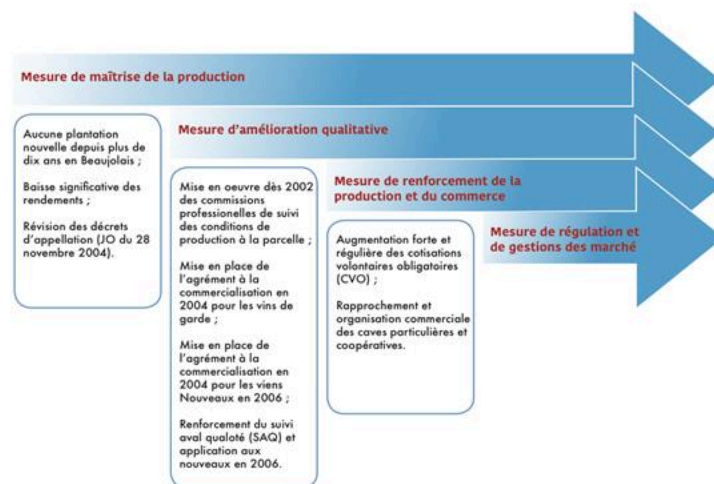 Mesure de maîtrise de la production
Aucune plantation
nouvelle depuis plus de
dix ans en Beaujolais ;
Baisse significative des
rendements ;
Révision des décrets
d'appellation (JO du 28
novembre 2004).
Mesure d'amélioration qualitative
Mise en oeuvre dès 2002
des commissions
professionelles de suivi
des conditions de
production à la parcelle ;
Mise en place de
l'agrément à la
commercialisation en
2004 pour les vins de
garde ;
Mise en place de
l'agrément à la
commercialisation en
2004 pour les viens
Nouveaux en 2006 ;
Renforcement du suivi
aval qualoté (SAQ) et
application aux
nouveaux en 2006.
Mesure de renforcement de la
production et du commerce
Augmentation forte et
régulière des cotisations
volontaires obligatoires
(CVO) ;
Rapprochement et
organisation commerciale
des caves particulières et
coopératives.
Mesure de régulation et
de gestions des marché